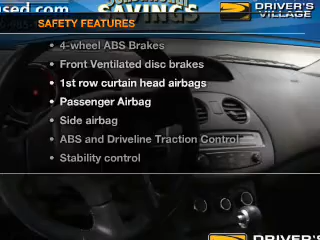 used.com
SAVINGS
DRIVER'S
VILLAGE
SAFETY FEATURES
• 4-wheel ABS Brakes
• Front Ventilated disc brakes
• 1st row curtain head airbags
• Passenger Airbag
• Side airbag
• ABS and Driveline Traction Control
• Stability control
DRIVER'S